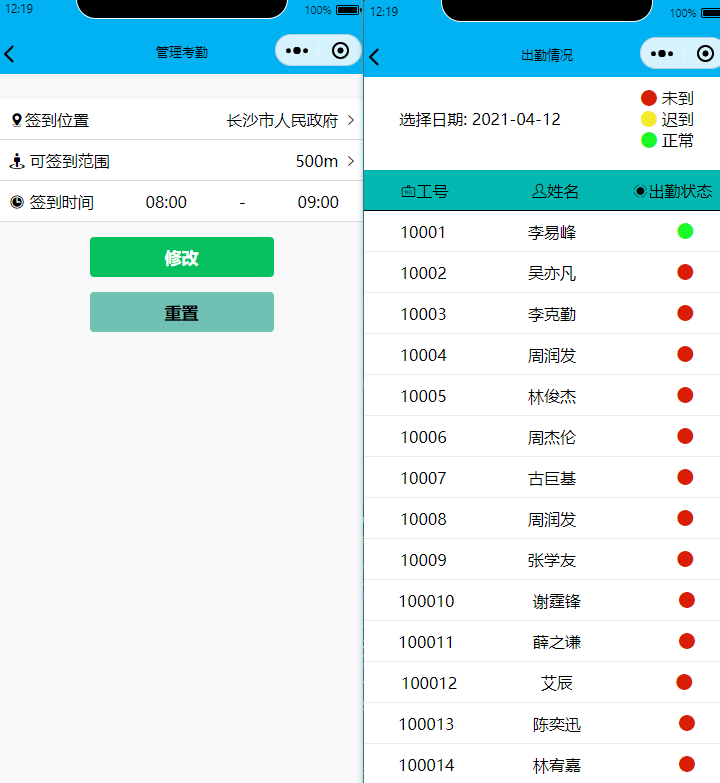 12:19
100%
管理考勤
签到位置 长沙市人民政府
可签到范围 500m
签到时间 08:00 - 09:00
修改
重置
12:19
100%
出勤情况
未到
选择日期: 2021-04-12
迟到
正常
工号 姓名 出勤状态
10001 李易峰
10002 吴亦凡
10003 李克勤
10004 周润发
10005 林俊杰
10006 周杰伦
10007 古巨基
10008 周润发
10009 张学友
100010 谢霆锋
100011 薛之谦
100012 艾辰
100013 陈奕迅
100014 林宥嘉